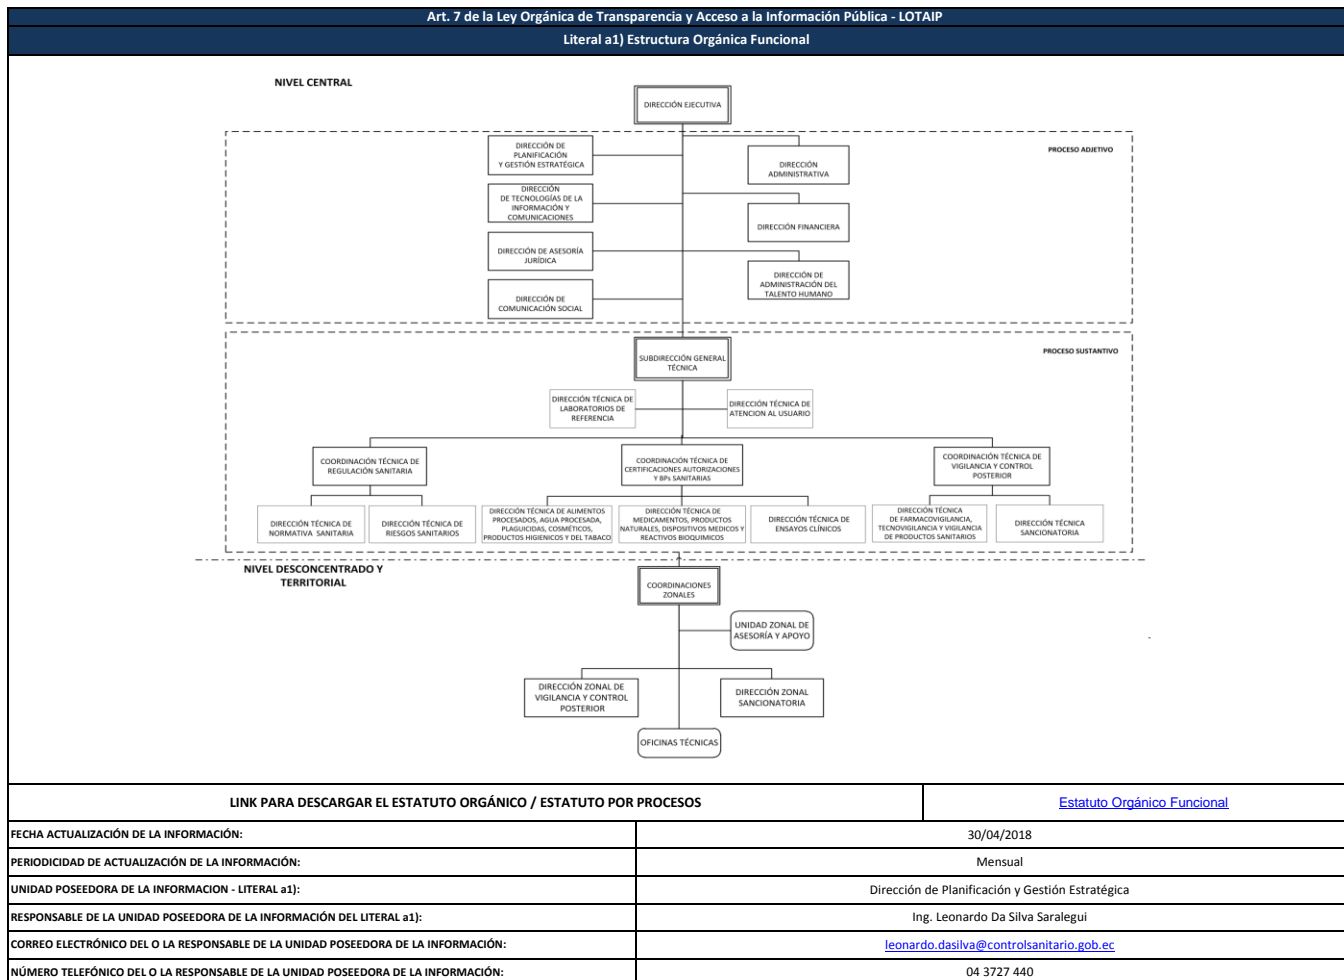 Art. 7 de la Ley Orgánica de Transparencia y Acceso a la Información Pública - LOTAIP
Literal a1) Estructura Orgánica Funcional
NIVEL CENTRAL
DIRECCIÓN EJECUTIVA
PROCESO ADJETIVO
DIRECCIÓN DE
PLANIFICACIÓN
Y GESTIÓN ESTRATÉGICA
DIRECCIÓN
ADMINISTRATIVA
DIRECCIÓN
DE TECNOLOGÍAS DE LA
INFORMACIÓN Y
COMUNICACIONES
DIRECCIÓN FINANCIERA
DIRECCIÓN DE ASESORÍA
JURÍDICA
DIRECCIÓN DE
ADMINISTRACIÓN DEL
TALENTO HUMANO
DIRECCIÓN DE
COMUNICACIÓN SOCIAL
PROCESO SUSTANTIVO
SUBDIRECCIÓN GENERAL
TÉCNICA
DIRECCIÓN TÉCNICA DE
LABORATORIOS DE
REFERENCIA
DIRECCIÓN TÉCNICA DE
ATENCION AL USUARIO
COORDINACIÓN TÉCNICA DE
REGULACIÓN SANITARIA
COORDINACIÓN TÉCNICA DE
CERTIFICACIONES AUTORIZACIONES
Y BPs SANITARIAS
COORDINACIÓN TÉCNICA DE
VIGILANCIA Y CONTROL
POSTERIOR
DIRECCIÓN TÉCNICA DE
NORMATIVA SANITARIA
DIRECCIÓN TÉCNICA DE
RIESGOS SANITARIOS
DIRECCIÓN TÉCNICA DE ALIMENTOS
PROCESADOS, AGUA PROCESADA,
PLAGUICIDAS, COSMÉTICOS,
PRODUCTOS HIGIENICOS Y DEL TABACO
DIRECCIÓN TÉCNICA DE
MEDICAMENTOS, PRODUCTOS
NATURALES, DISPOSITIVOS MEDICOS Y
REACTIVOS BIOQUIMICOS
DIRECCIÓN TÉCNICA DE
ENSAYOS CLÍNICOS
DIRECCIÓN TÉCNICA
DE FARMACOVIGILANCIA,
TECNOVIGILANCIA Y VIGILANCIA
DE PRODUCTOS SANITARIOS
DIRECCIÓN TÉCNICA
SANCIONATORIA
NIVEL DESCONCENTRADO Y
TERRITORIAL
COORDINACIONES
ZONALES
UNIDAD ZONAL DE
ASESORÍA Y APOYO
DIRECCIÓN ZONAL DE
VIGILANCIA Y CONTROL
POSTERIOR
DIRECCIÓN ZONAL
SANCIONATORIA
OFICINAS TÉCNICAS
LINK PARA DESCARGAR EL ESTATUTO ORGÁNICO / ESTATUTO POR PROCESOS
Estatuto Orgánico Funcional
FECHA ACTUALIZACIÓN DE LA INFORMACIÓN:
30/04/2018
PERIODICIDAD DE ACTUALIZACIÓN DE LA INFORMACIÓN:
Mensual
UNIDAD POSEEDORA DE LA INFORMACION - LITERAL a1):
Dirección de Planificación y Gestión Estratégica
RESPONSABLE DE LA UNIDAD POSEEDORA DE LA INFORMACIÓN DEL LITERAL a1):
Ing. Leonardo Da Silva Saralegui
CORREO ELECTRÓNICO DEL O LA RESPONSABLE DE LA UNIDAD POSEEDORA DE LA INFORMACIÓN:
leonardo.dasilva@controlsanitario.gob.ec
NÚMERO TELEFÓNICO DEL O LA RESPONSABLE DE LA UNIDAD POSEEDORA DE LA INFORMACIÓN:
04 3727 440